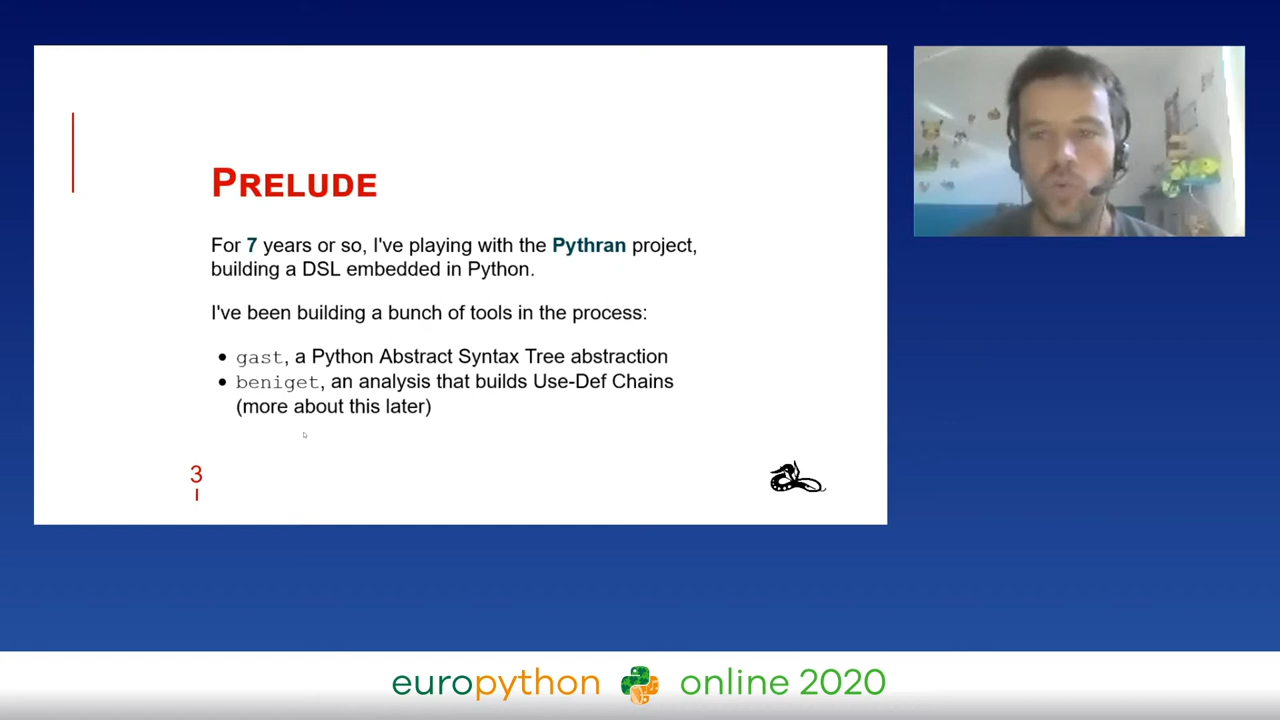 PRELUDE
For 7 years or so, I've playing with the Pythran project,
building a DSL embedded in Python.
I've been building a bunch of tools in the process:
• gast, a Python Abstract Syntax Tree abstraction
• beniget, an analysis that builds Use-Def Chains
(more about this later)
3
europython online 2020